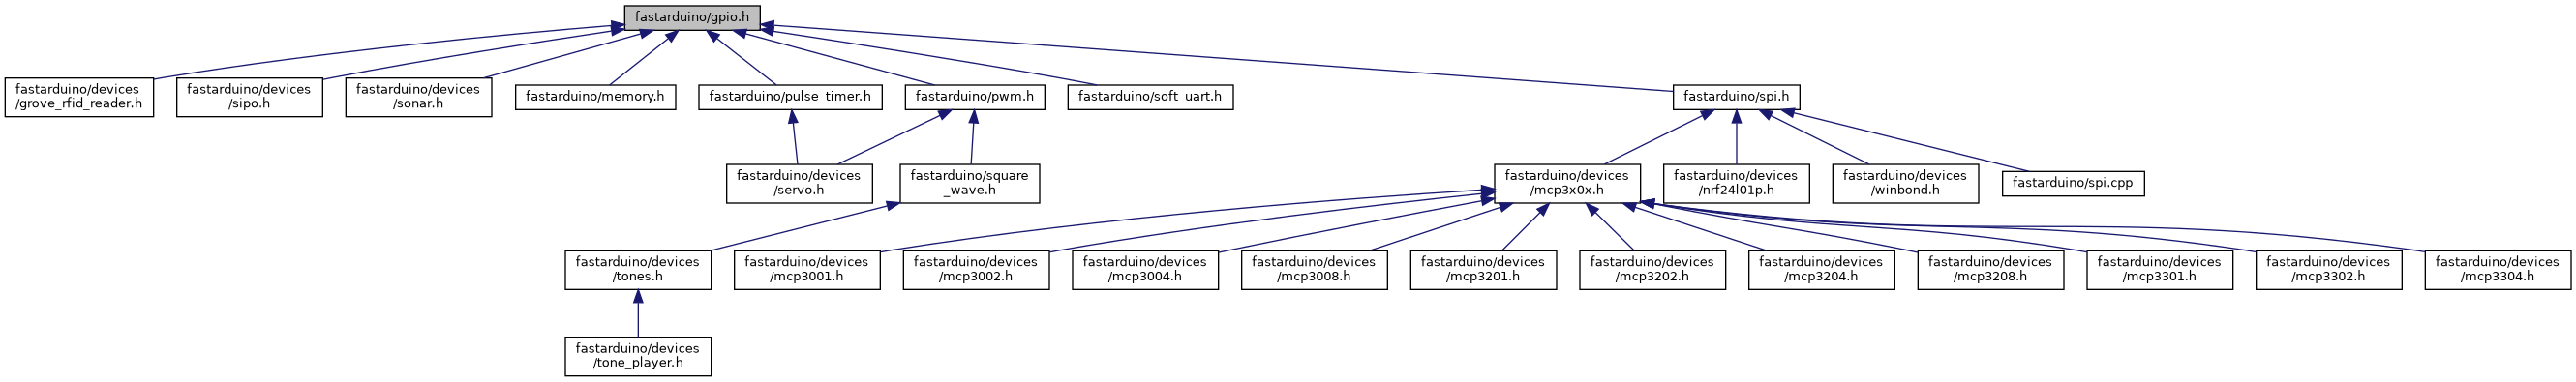 fastarduino/gpio.h
fastarduino/devices
/grove_rfid_reader.h
fastarduino/devices
/sipo.h
fastarduino/devices
/sonar.h
fastarduino/memory.h
fastarduino/pulse_timer.h
fastarduino/pwm.h
fastarduino/soft_uart.h
fastarduino/spi.h
fastarduino/devices
/servo.h
fastarduino/square
_wave.h
fastarduino/devices
/mcp3x0x.h
fastarduino/devices
/nrf24l01p.h
fastarduino/devices
/winbond.h
fastarduino/spi.cpp
fastarduino/devices
/tones.h
fastarduino/devices
/mcp3001.h
fastarduino/devices
/mcp3002.h
fastarduino/devices
/mcp3004.h
fastarduino/devices
/mcp3008.h
fastarduino/devices
/mcp3201.h
fastarduino/devices
/mcp3202.h
fastarduino/devices
/mcp3204.h
fastarduino/devices
/mcp3208.h
fastarduino/devices
/mcp3301.h
fastarduino/devices
/mcp3302.h
fastarduino/devices
/mcp3304.h
fastarduino/devices
/tone_player.h